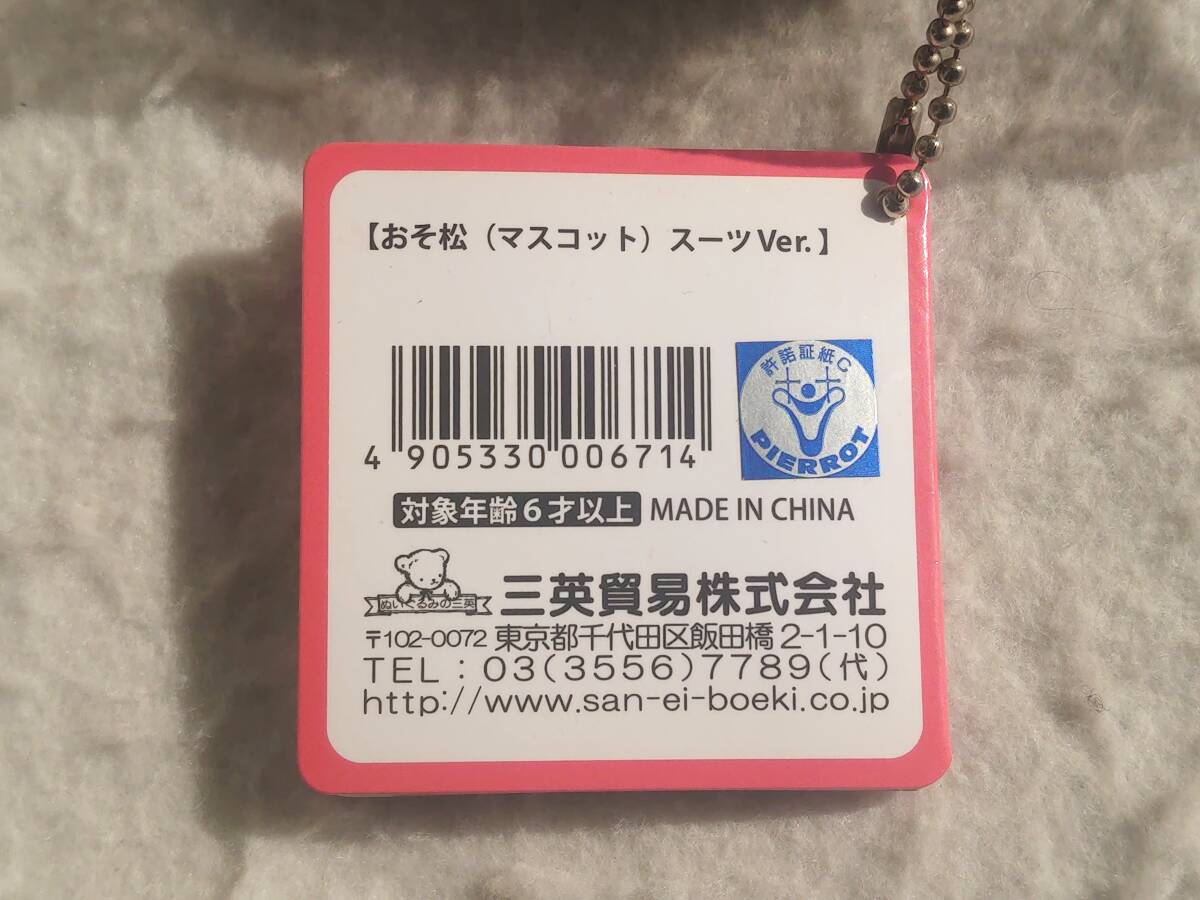 【おそ松（マスコット）スーツVer.】
許諾証紙C
PIERROT
4 905330 006714
対象年齢6才以上 MADE IN CHINA
ぬいぐるみの三英
三英貿易株式会社
〒102-0072 東京都千代田区飯田橋2-1-10
TEL：03(3556)7789(代)
http://www.san-ei-boeki.co.jp